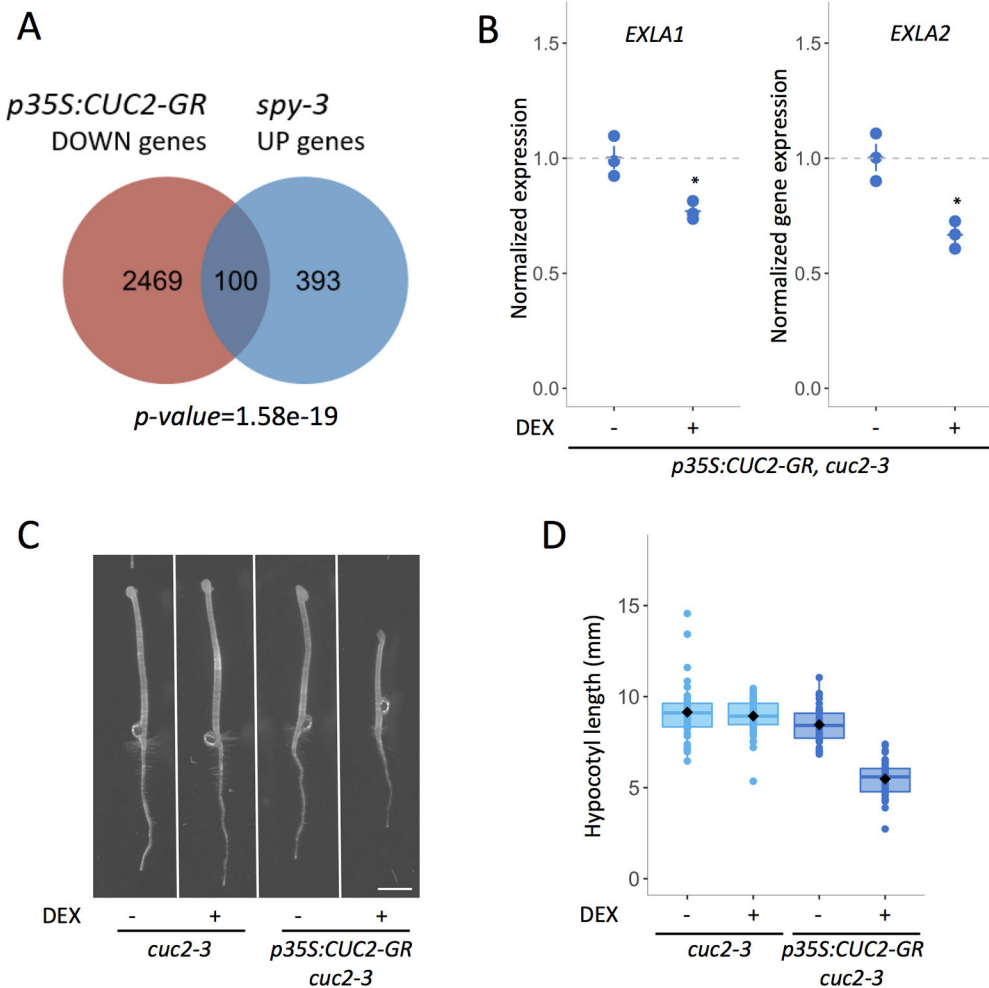 A
p35S:CUC2-GR spy-3
DOWN genes UP genes
2469 100 393
p-value=1.58e-19
B
EXLA1
Normalized expression
1.5
1.0
0.5
0.0
*
DEX - +
EXLA2
Normalized gene expression
1.5
1.0
0.5
0.0
*
- +
p35S:CUC2-GR, cuc2-3
C
DEX - + - +
cuc2-3 p35S:CUC2-GR
cuc2-3
D
Hypocotyl length (mm)
15
10
5
0
- + - +
cuc2-3 p35S:CUC2-GR
cuc2-3